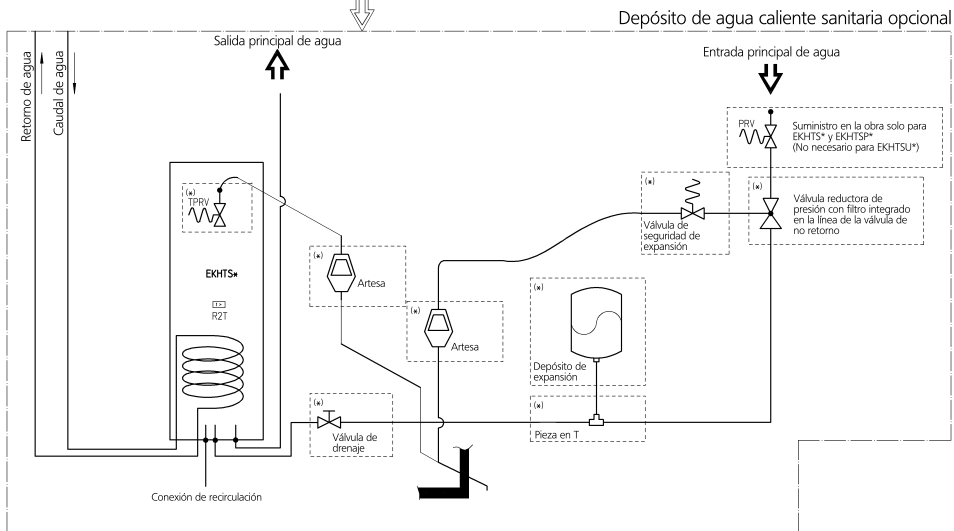 Depósito de agua caliente sanitaria opcional
Retorno de agua
Caudal de agua
Salida principal de agua
Entrada principal de agua
PRV
Suministro en la obra solo para
EKHTS* y EKHTSP*
(No necesario para EKHTSU*)
(*)
TPRV
(*)
Válvula de
seguridad de
expansión
(*)
Válvula reductora de
presión con filtro integrado
en la línea de la válvula de
no retorno
EKHTS*
R2T
(*)
Artesa
(*)
Artesa
(*)
Depósito de
expansión
(*)
Válvula de
drenaje
(*)
Pieza en T
Conexión de recirculación